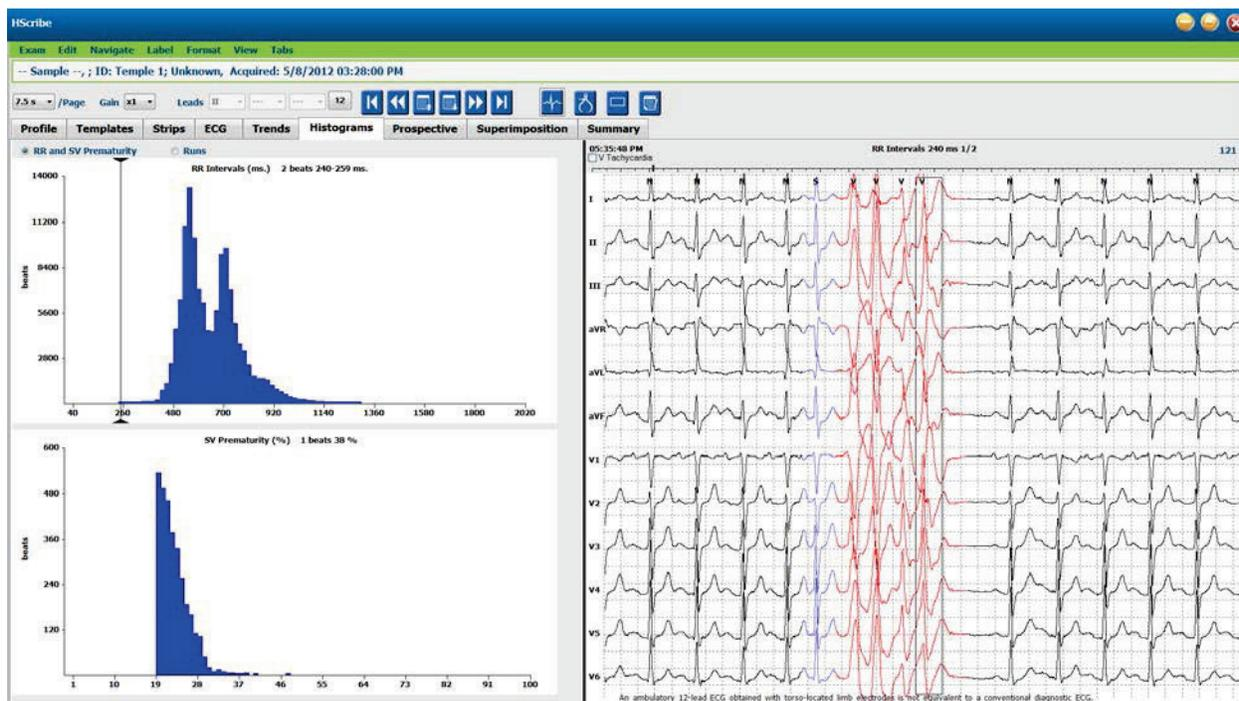 HScribe
Exam Edit Navigate Label Format View Tabs
-- Sample --, ; ID: Temple 1; Unknown, Acquired: 5/8/2012 03:28:00 PM
7.5 s /Page Gain x1 Leads II --- --- 12
Profile Templates Strips ECG Trends Histograms Prospective Superimposition Summary
RR and SV Prematurity Runs
RR Intervals (ms.) 2 beats 240-259 ms.
14000
11200
8400
5600
2800
beats
40 260 480 700 920 1140 1360 1580 1800 2020
SV Prematurity (%) 1 beats 38 %
600
480
360
240
120
beats
1 10 19 28 37 46 55 64 73 82 91 100
05:35:48 PM RR Intervals 240 ms 1/2 121
V Tachycardia
N N N N S V V V V N N N N N
I
II
III
aVR
aVL
aVF
V1
V2
V3
V4
V5
V6
An ambulatory 12-lead ECG obtained with torso-located limb electrodes is not equivalent to a conventional diagnostic ECG.